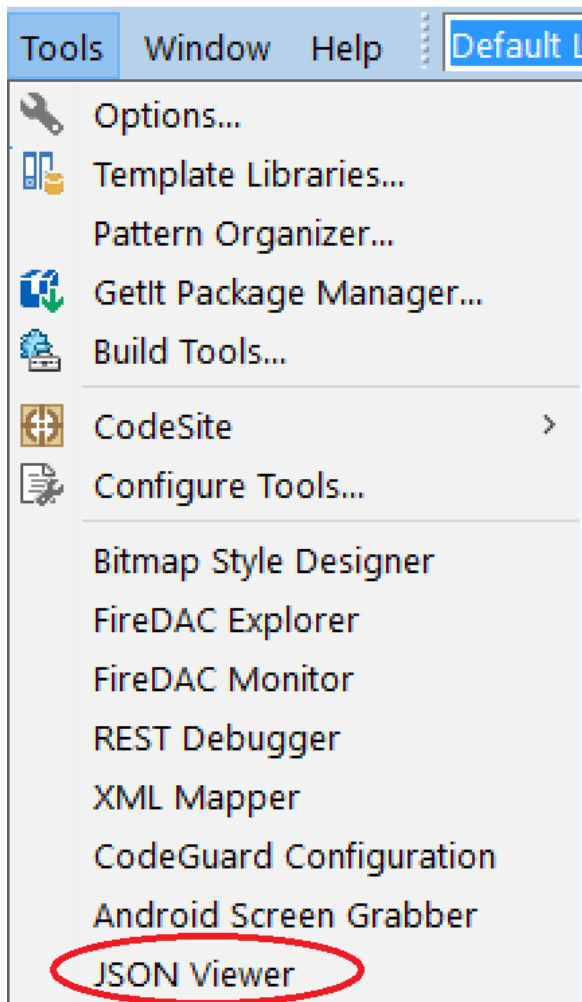 Tools Window Help Default L
Options...
Template Libraries...
Pattern Organizer...
GetIt Package Manager...
Build Tools...
CodeSite
Configure Tools...
Bitmap Style Designer
FireDAC Explorer
FireDAC Monitor
REST Debugger
XML Mapper
CodeGuard Configuration
Android Screen Grabber
JSON Viewer